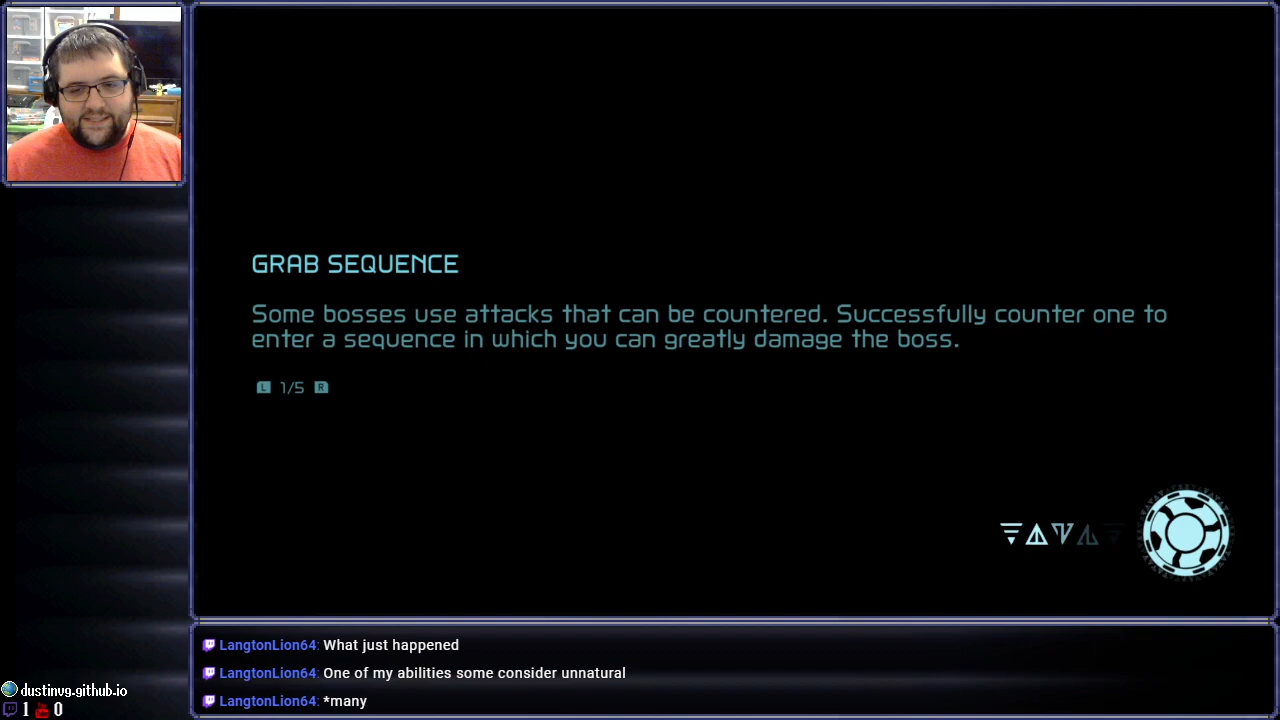 GRAB SEQUENCE
Some bosses use attacks that can be countered. Successfully counter one to
enter a sequence in which you can greatly damage the boss.
L 1/5 R
LangtonLion64: What just happened
LangtonLion64: One of my abilities some consider unnatural
LangtonLion64: *many
dustinvg.github.io
1 0